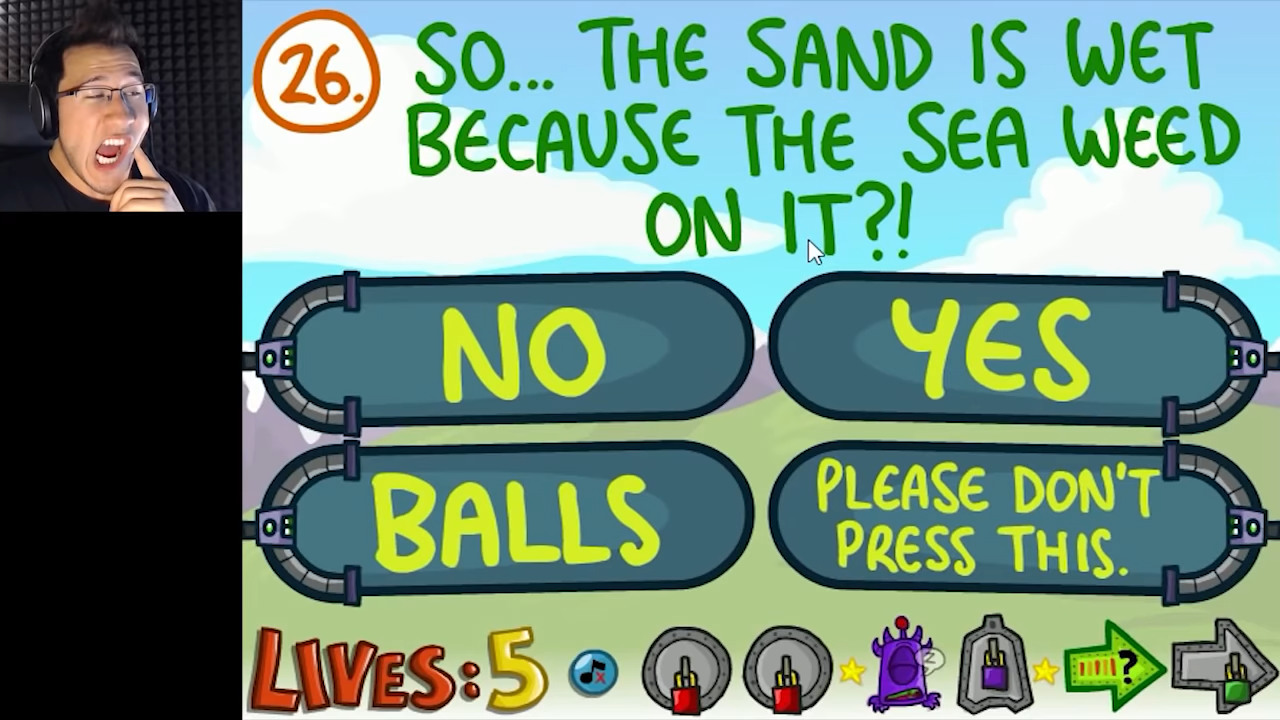 26.
SO... THE SAND IS WET
BECAUSE THE SEA WEED
ON IT?!
NO
YES
BALLS
PLEASE DON'T
PRESS THIS.
LIVES: 5
?